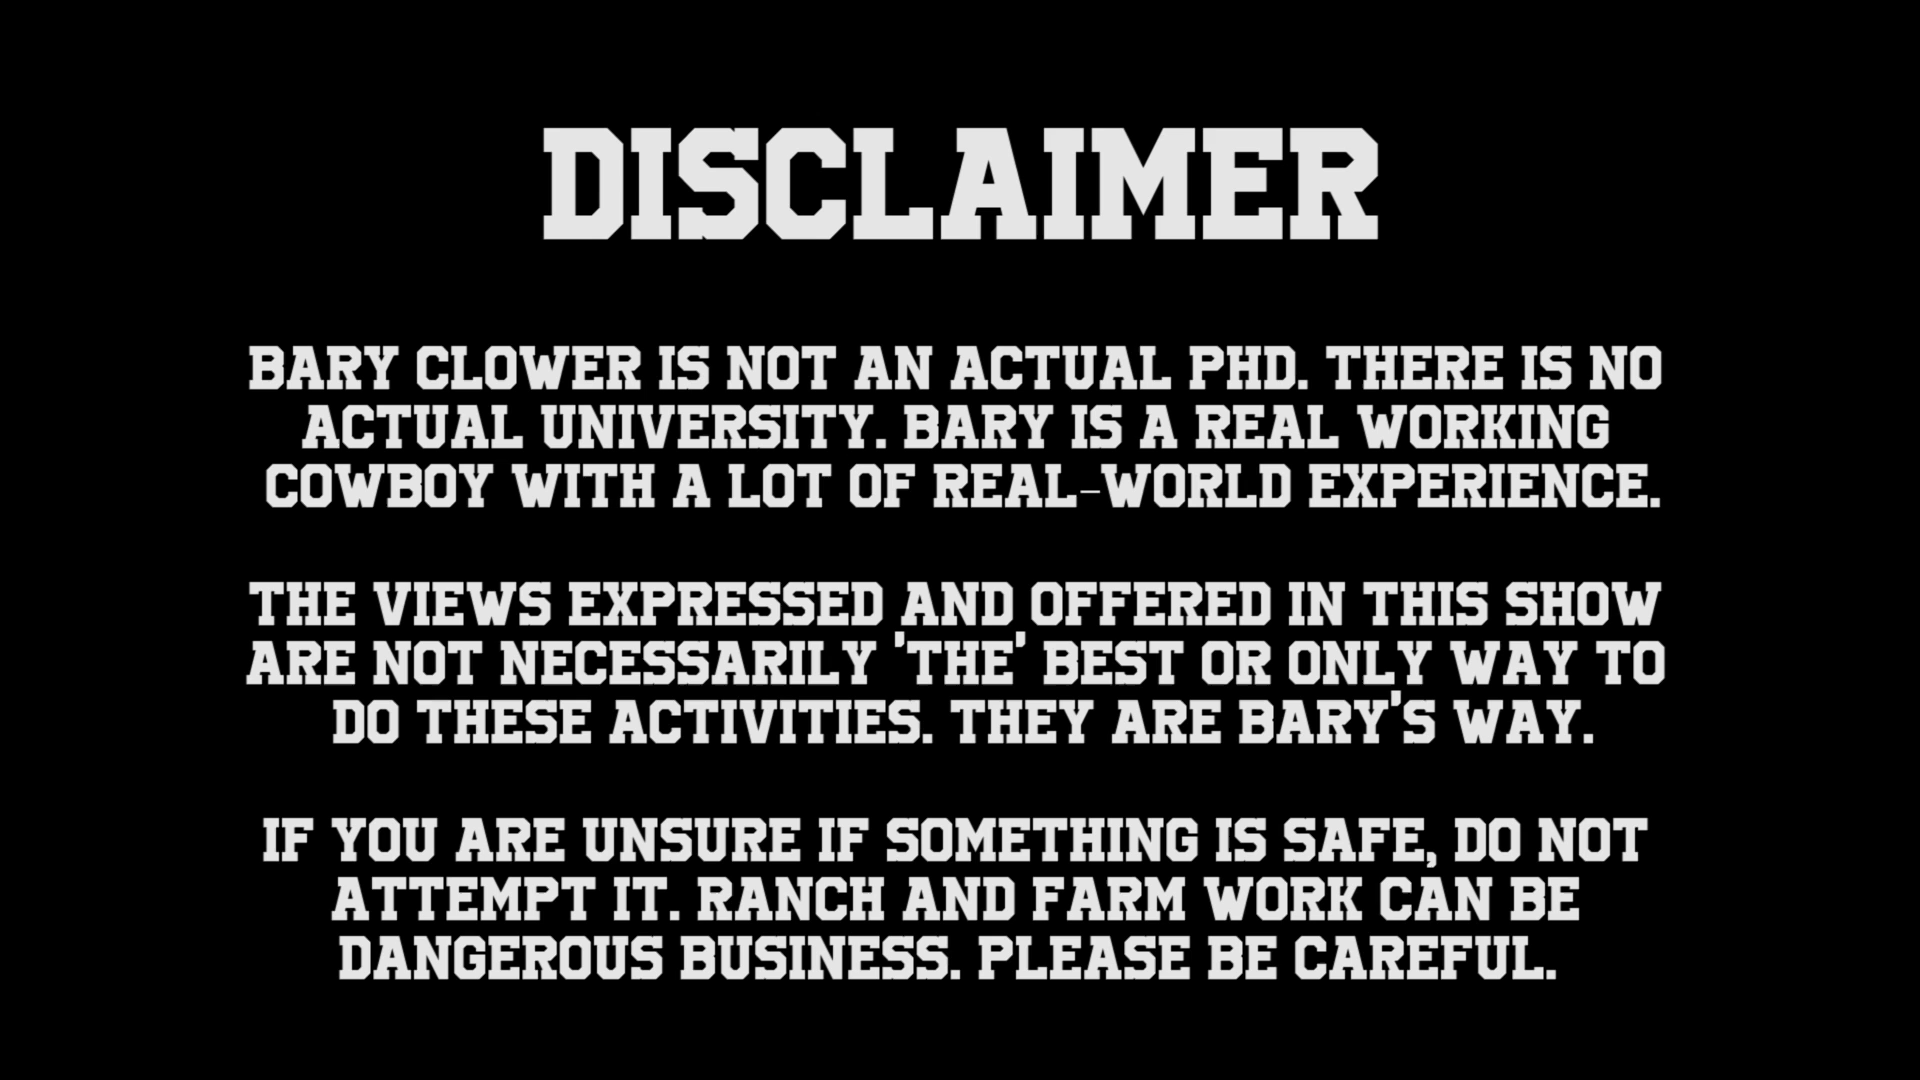 DISCLAIMER
BARY CLOWER IS NOT AN ACTUAL PHD. THERE IS NO
ACTUAL UNIVERSITY. BARY IS A REAL WORKING
COWBOY WITH A LOT OF REAL-WORLD EXPERIENCE.
THE VIEWS EXPRESSED AND OFFERED IN THIS SHOW
ARE NOT NECESSARILY 'THE' BEST OR ONLY WAY TO
DO THESE ACTIVITIES. THEY ARE BARY'S WAY.
IF YOU ARE UNSURE IF SOMETHING IS SAFE, DO NOT
ATTEMPT IT. RANCH AND FARM WORK CAN BE
DANGEROUS BUSINESS. PLEASE BE CAREFUL.